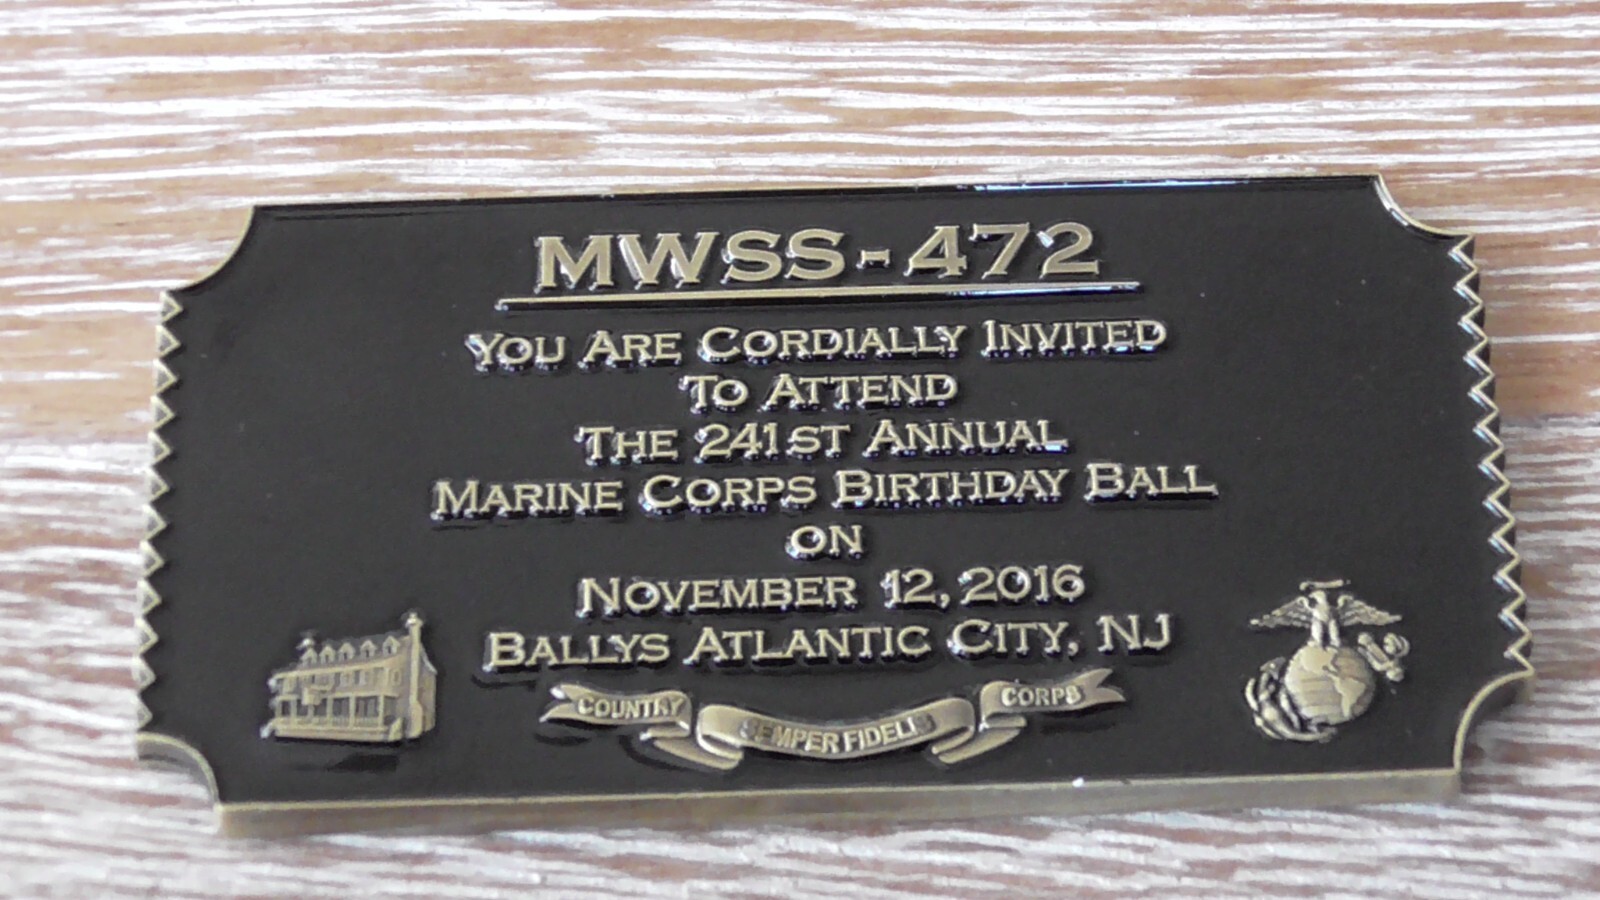 MWSS-472
YOU ARE CORDIALLY INVITED
TO ATTEND
THE 241ST ANNUAL
MARINE CORPS BIRTHDAY BALL
ON
NOVEMBER 12, 2016
BALLYS ATLANTIC CITY, NJ
COUNTRY SEMPER FIDELIS CORPS